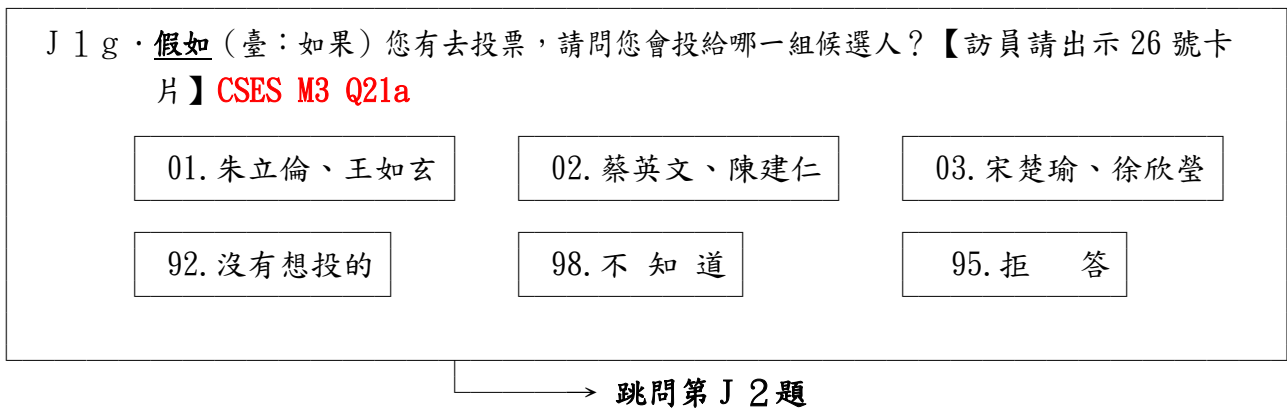 J１g．假如（臺：如果）您有去投票，請問您會投給哪一組候選人？【訪員請出示 26 號卡
片】CSES M3 Q21a
01.朱立倫、王如玄 02.蔡英文、陳建仁 03.宋楚瑜、徐欣瑩
92.沒有想投的 98.不 知 道 95.拒　答
→ 跳問第J２題